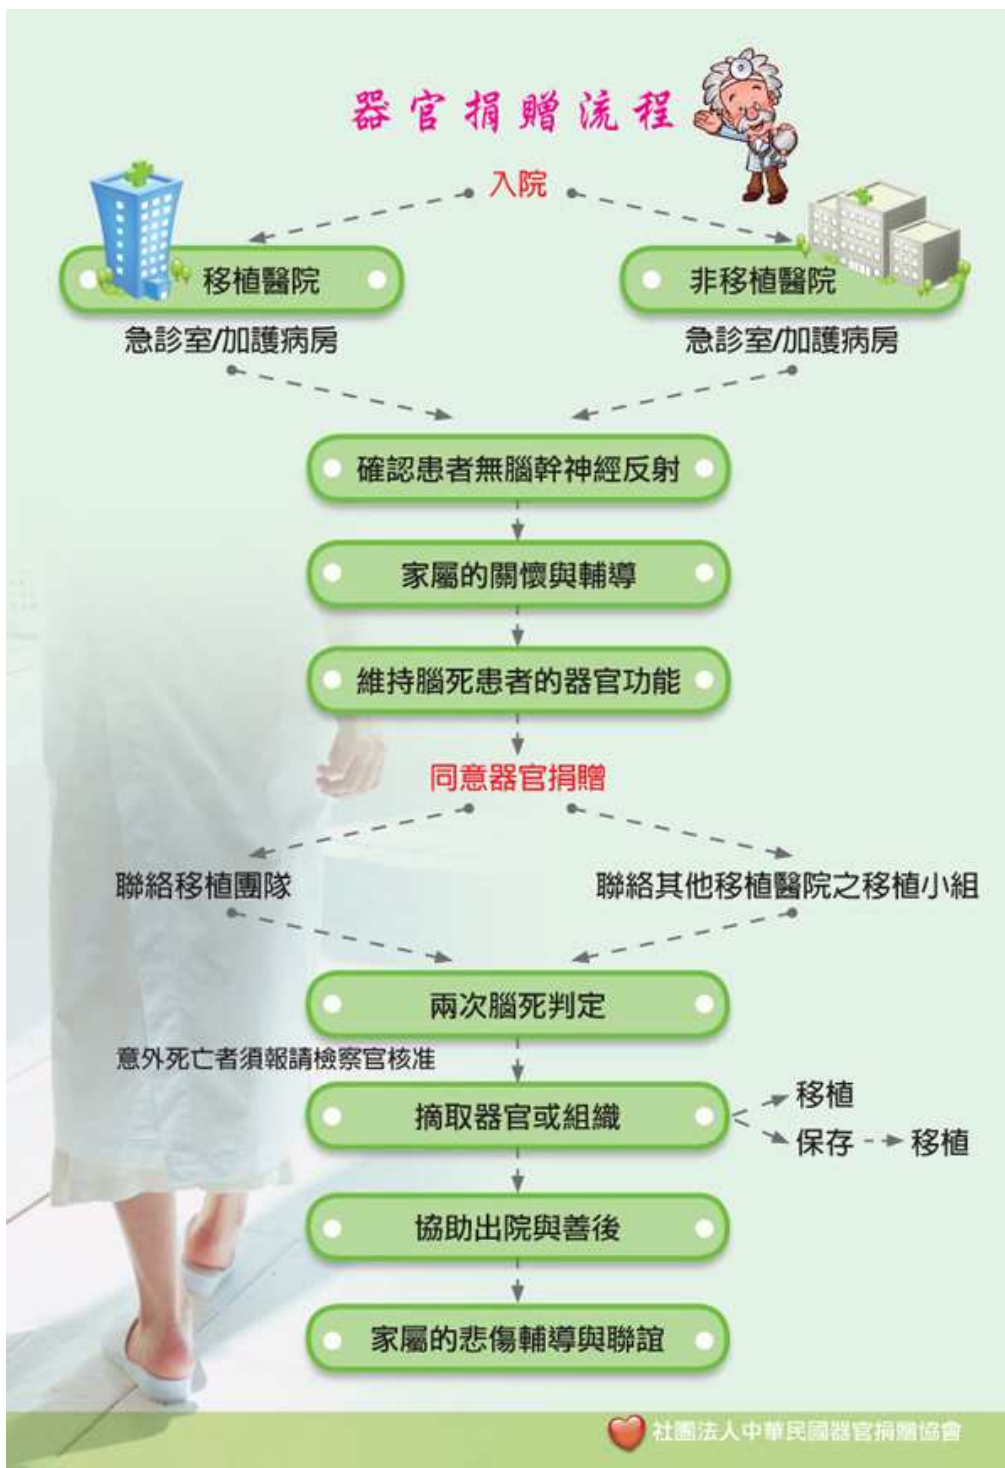 器官捐贈流程
入院
移植醫院
非移植醫院
急診室/加護病房
急診室/加護病房
確認患者無腦幹神經反射
家屬的關懷與輔導
維持腦死患者的器官功能
同意器官捐贈
聯絡移植團隊
聯絡其他移植醫院之移植小組
兩次腦死判定
意外死亡者須報請檢察官核准
摘取器官或組織
移植
保存
移植
協助出院與善後
家屬的悲傷輔導與聯誼
社團法人中華民國器官捐贈協會